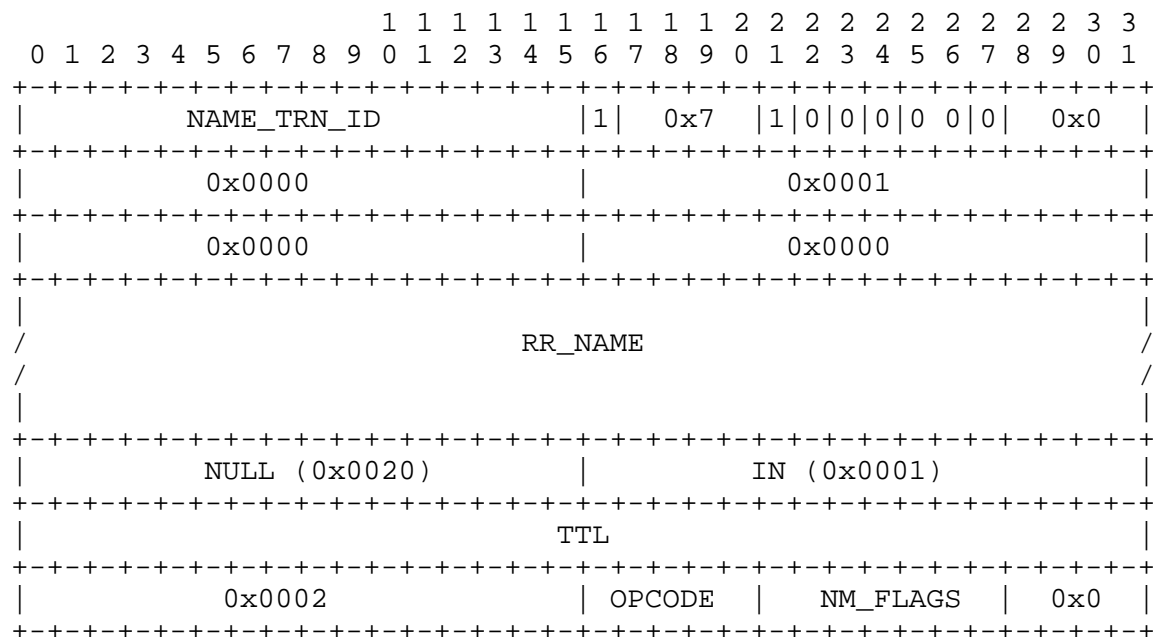 1 1 1 1 1 1 1 1 1 1 2 2 2 2 2 2 2 2 2 2 3 3
 0 1 2 3 4 5 6 7 8 9 0 1 2 3 4 5 6 7 8 9 0 1 2 3 4 5 6 7 8 9 0 1
+-+-+-+-+-+-+-+-+-+-+-+-+-+-+-+-+-+-+-+-+-+-+-+-+-+-+-+-+-+-+-+-+
|         NAME_TRN_ID           |1|  0x7  |1|0|0|0|0 0|0|  0x0  |
+-+-+-+-+-+-+-+-+-+-+-+-+-+-+-+-+-+-+-+-+-+-+-+-+-+-+-+-+-+-+-+-+
|          0x0000               |           0x0001              |
+-+-+-+-+-+-+-+-+-+-+-+-+-+-+-+-+-+-+-+-+-+-+-+-+-+-+-+-+-+-+-+-+
|          0x0000               |           0x0000              |
+-+-+-+-+-+-+-+-+-+-+-+-+-+-+-+-+-+-+-+-+-+-+-+-+-+-+-+-+-+-+-+-+
|                                                               |
/                            RR_NAME                            /
/                                                               /
|                                                               |
+-+-+-+-+-+-+-+-+-+-+-+-+-+-+-+-+-+-+-+-+-+-+-+-+-+-+-+-+-+-+-+-+
|          NULL (0x0020)        |         IN (0x0001)           |
+-+-+-+-+-+-+-+-+-+-+-+-+-+-+-+-+-+-+-+-+-+-+-+-+-+-+-+-+-+-+-+-+
|                              TTL                              |
+-+-+-+-+-+-+-+-+-+-+-+-+-+-+-+-+-+-+-+-+-+-+-+-+-+-+-+-+-+-+-+-+
|           0x0002              | OPCODE  |   NM_FLAGS  |  0x0  |
+-+-+-+-+-+-+-+-+-+-+-+-+-+-+-+-+-+-+-+-+-+-+-+-+-+-+-+-+-+-+-+-+